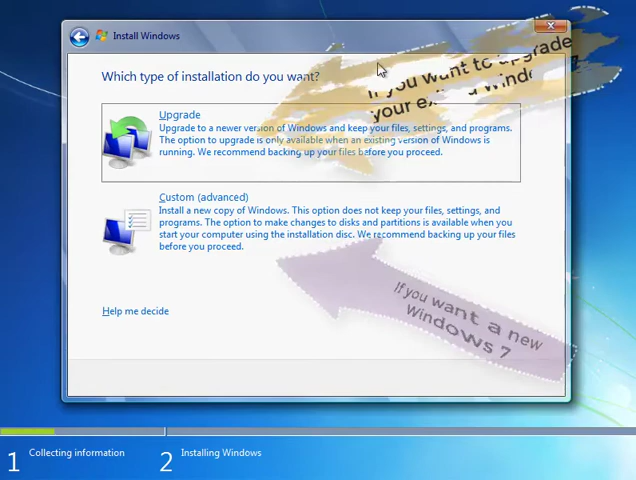 Install Windows
Which type of installation do you want?
Upgrade
Upgrade to a newer version of Windows and keep your files, settings, and programs.
The option to upgrade is only available when an existing version of Windows is
running. We recommend backing up your files before you proceed.
If you want to upgrade
your
Custom (advanced)
Install a new copy of Windows. This option does not keep your files, settings, and
programs. The option to make changes to disks and partitions is available when you
start your computer using the installation disc. We recommend backing up your files
before you proceed.
If you want a new
Windows 7
Help me decide
1 Collecting information
2 Installing Windows